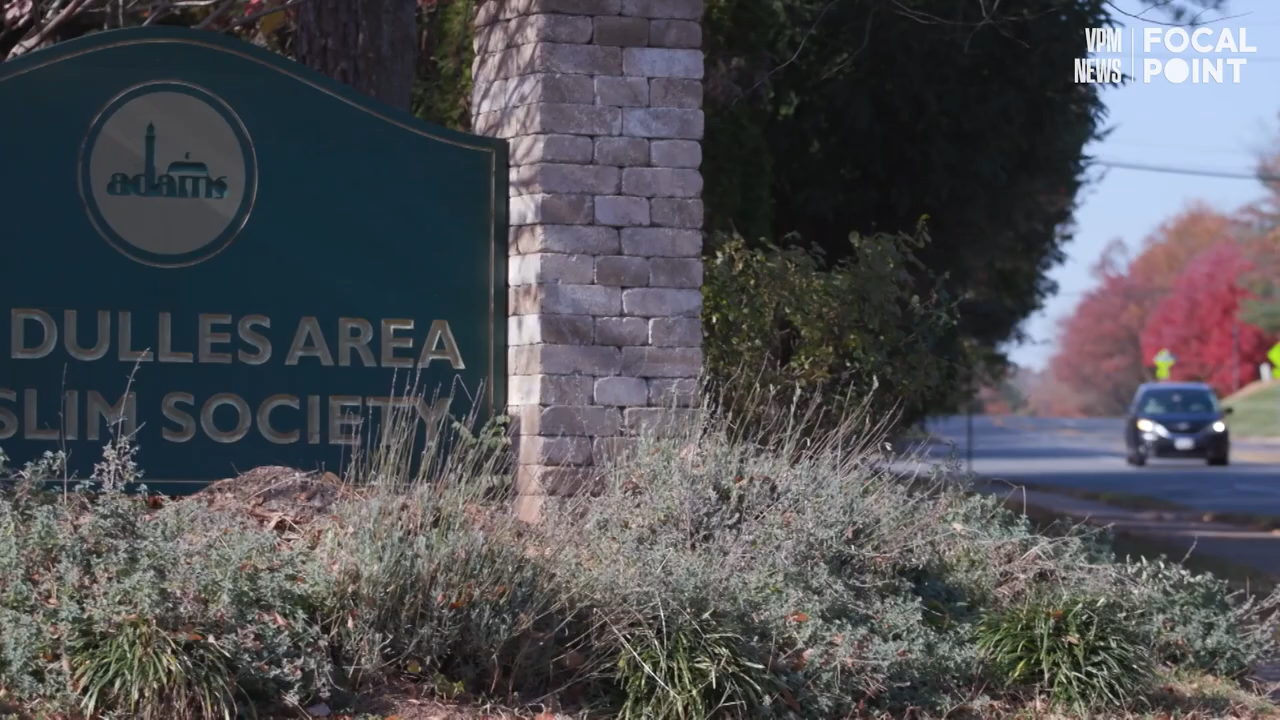 VPM
NEWS
FOCAL
POINT
adams
DULLES AREA
SLIM SOCIETY